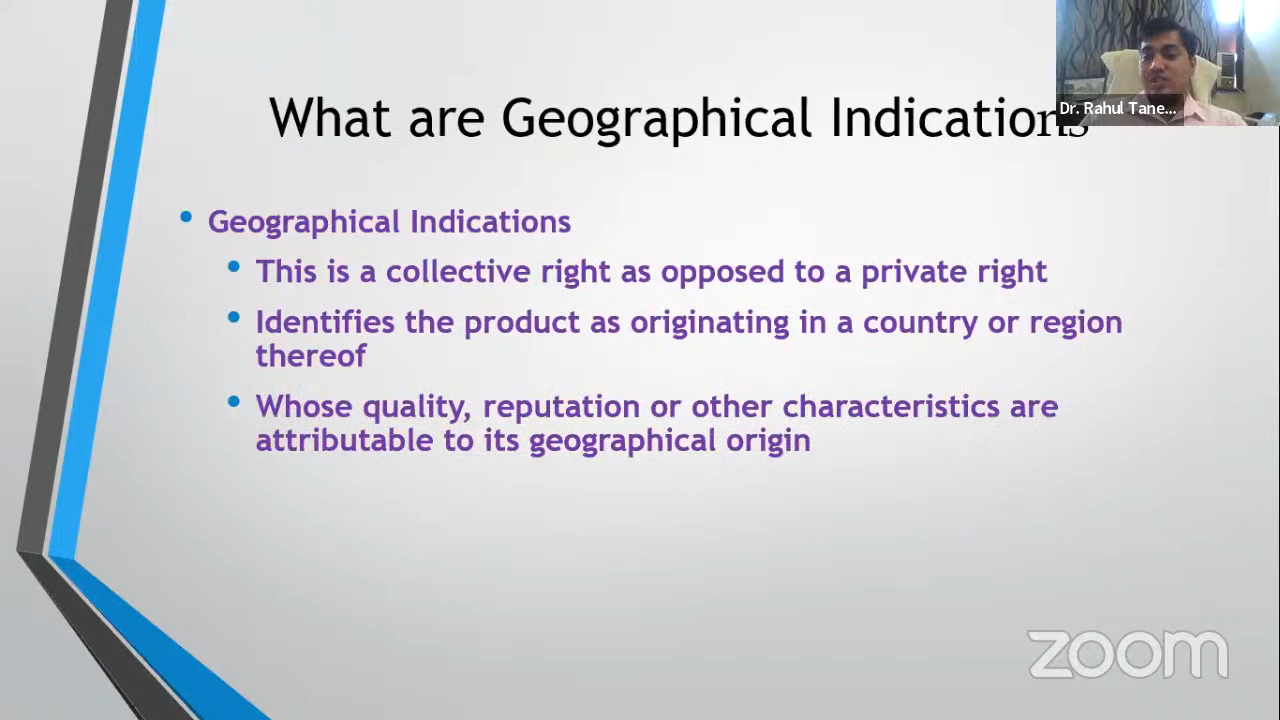 What are Geographical Indications
Dr. Rahul Tane...
Geographical Indications
This is a collective right as opposed to a private right
Identifies the product as originating in a country or region
thereof
Whose quality, reputation or other characteristics are
attributable to its geographical origin
zoom